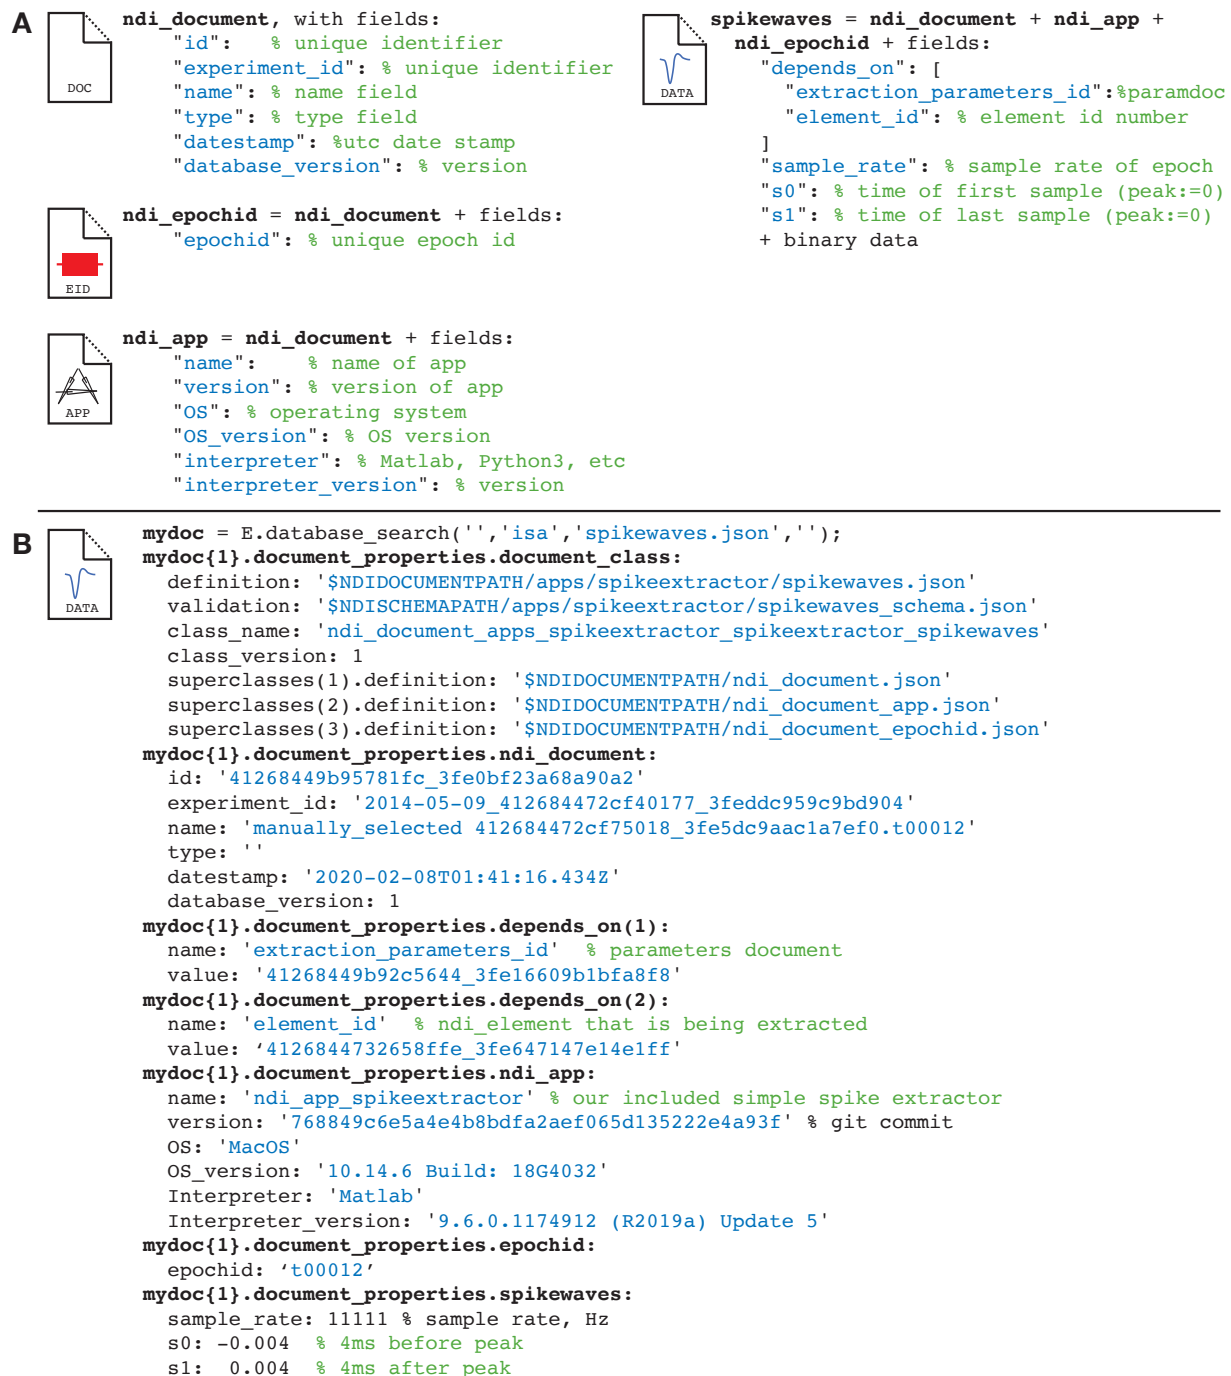 A
ndi_document, with fields:
"id":   % unique identifier
"experiment_id": % unique identifier
"name": % name field
"type": % type field
"datestamp": %utc date stamp
"database_version": % version
DOC
ndi_epochid = ndi_document + fields:
"epochid": % unique epoch id
EID
ndi_app = ndi_document + fields:
"name":    % name of app
"version": % version of app
"OS": % operating system
"OS_version": % OS version
"interpreter": % Matlab, Python3, etc
"interpreter_version": % version
APP
spikewaves = ndi_document + ndi_app +
ndi_epochid + fields:
"depends_on": [
"extraction_parameters_id":%paramdoc
"element_id": % element id number
]
"sample_rate": % sample rate of epoch
"s0": % time of first sample (peak:=0)
"s1": % time of last sample (peak:=0)
+ binary data
DATA
B
DATA
mydoc = E.database_search('','isa','spikewaves.json','');
mydoc{1}.document_properties.document_class:
definition: '$NDIDOCUMENTPATH/apps/spikeextractor/spikewaves.json'
validation: '$NDISCHEMAPATH/apps/spikeextractor/spikewaves_schema.json'
class_name: 'ndi_document_apps_spikeextractor_spikeextractor_spikewaves'
class_version: 1
superclasses(1).definition: '$NDIDOCUMENTPATH/ndi_document.json'
superclasses(2).definition: '$NDIDOCUMENTPATH/ndi_document_app.json'
superclasses(3).definition: '$NDIDOCUMENTPATH/ndi_document_epochid.json'
mydoc{1}.document_properties.ndi_document:
id: '41268449b95781fc_3fe0bf23a68a90a2'
experiment_id: '2014-05-09_412684472cf40177_3feddc959c9bd904'
name: 'manually_selected 412684472cf75018_3fe5dc9aac1a7ef0.t00012'
type: ''
datestamp: '2020-02-08T01:41:16.434Z'
database_version: 1
mydoc{1}.document_properties.depends_on(1):
name: 'extraction_parameters_id'  % parameters document
value: '41268449b92c5644_3fe16609b1bfa8f8'
mydoc{1}.document_properties.depends_on(2):
name: 'element_id'  % ndi_element that is being extracted
value: ‘4126844732658ffe_3fe647147e14e1ff'
mydoc{1}.document_properties.ndi_app:
name: 'ndi_app_spikeextractor' % our included simple spike extractor
version: '768849c6e5a4e4b8bdfa2aef065d135222e4a93f' % git commit
OS: 'MacOS'
OS_version: '10.14.6 Build: 18G4032'
Interpreter: 'Matlab'
Interpreter_version: '9.6.0.1174912 (R2019a) Update 5'
mydoc{1}.document_properties.epochid:
epochid: ‘t00012’
mydoc{1}.document_properties.spikewaves:
sample_rate: 11111 % sample rate, Hz
s0: -0.004  % 4ms before peak
s1:  0.004  % 4ms after peak